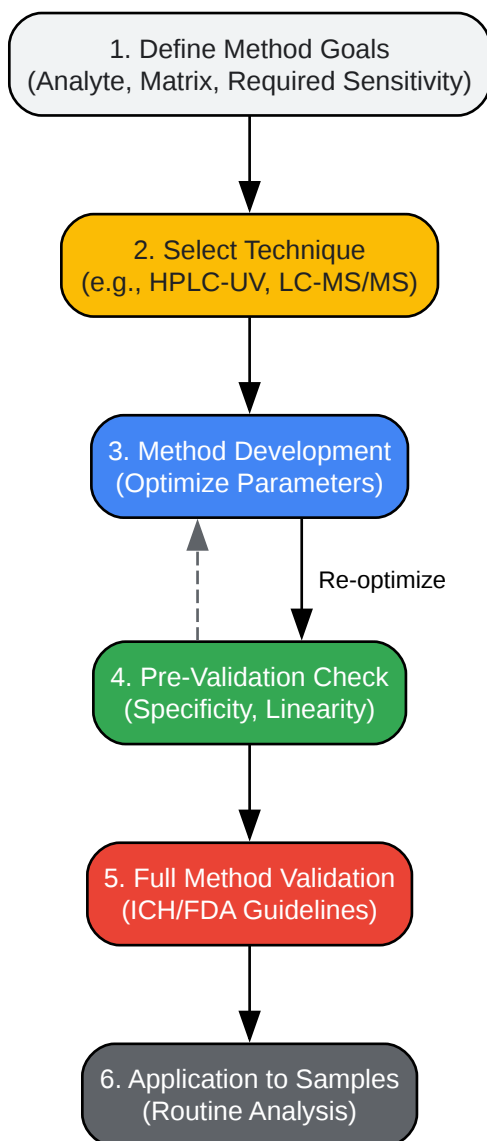 1. Define Method Goals
(Analyte, Matrix, Required Sensitivity)
2. Select Technique
(e.g., HPLC-UV, LC-MS/MS)
3. Method Development
(Optimize Parameters)
Re-optimize
4. Pre-Validation Check
(Specificity, Linearity)
5. Full Method Validation
(ICH/FDA Guidelines)
6. Application to Samples
(Routine Analysis)